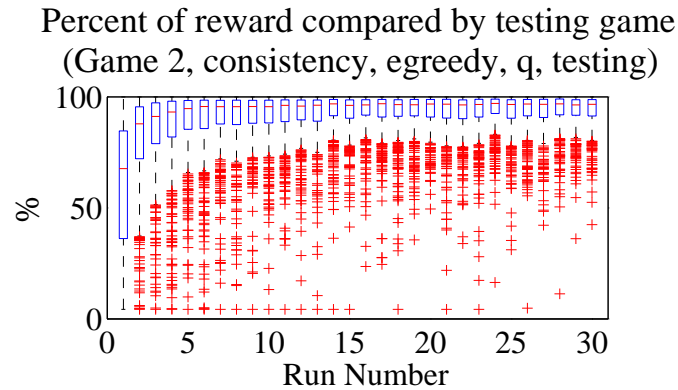 Percent of reward compared by testing game
(Game 2, consistency, egreedy, q, testing)
100
50
0
%
0 5 10 15 20 25 30
Run Number